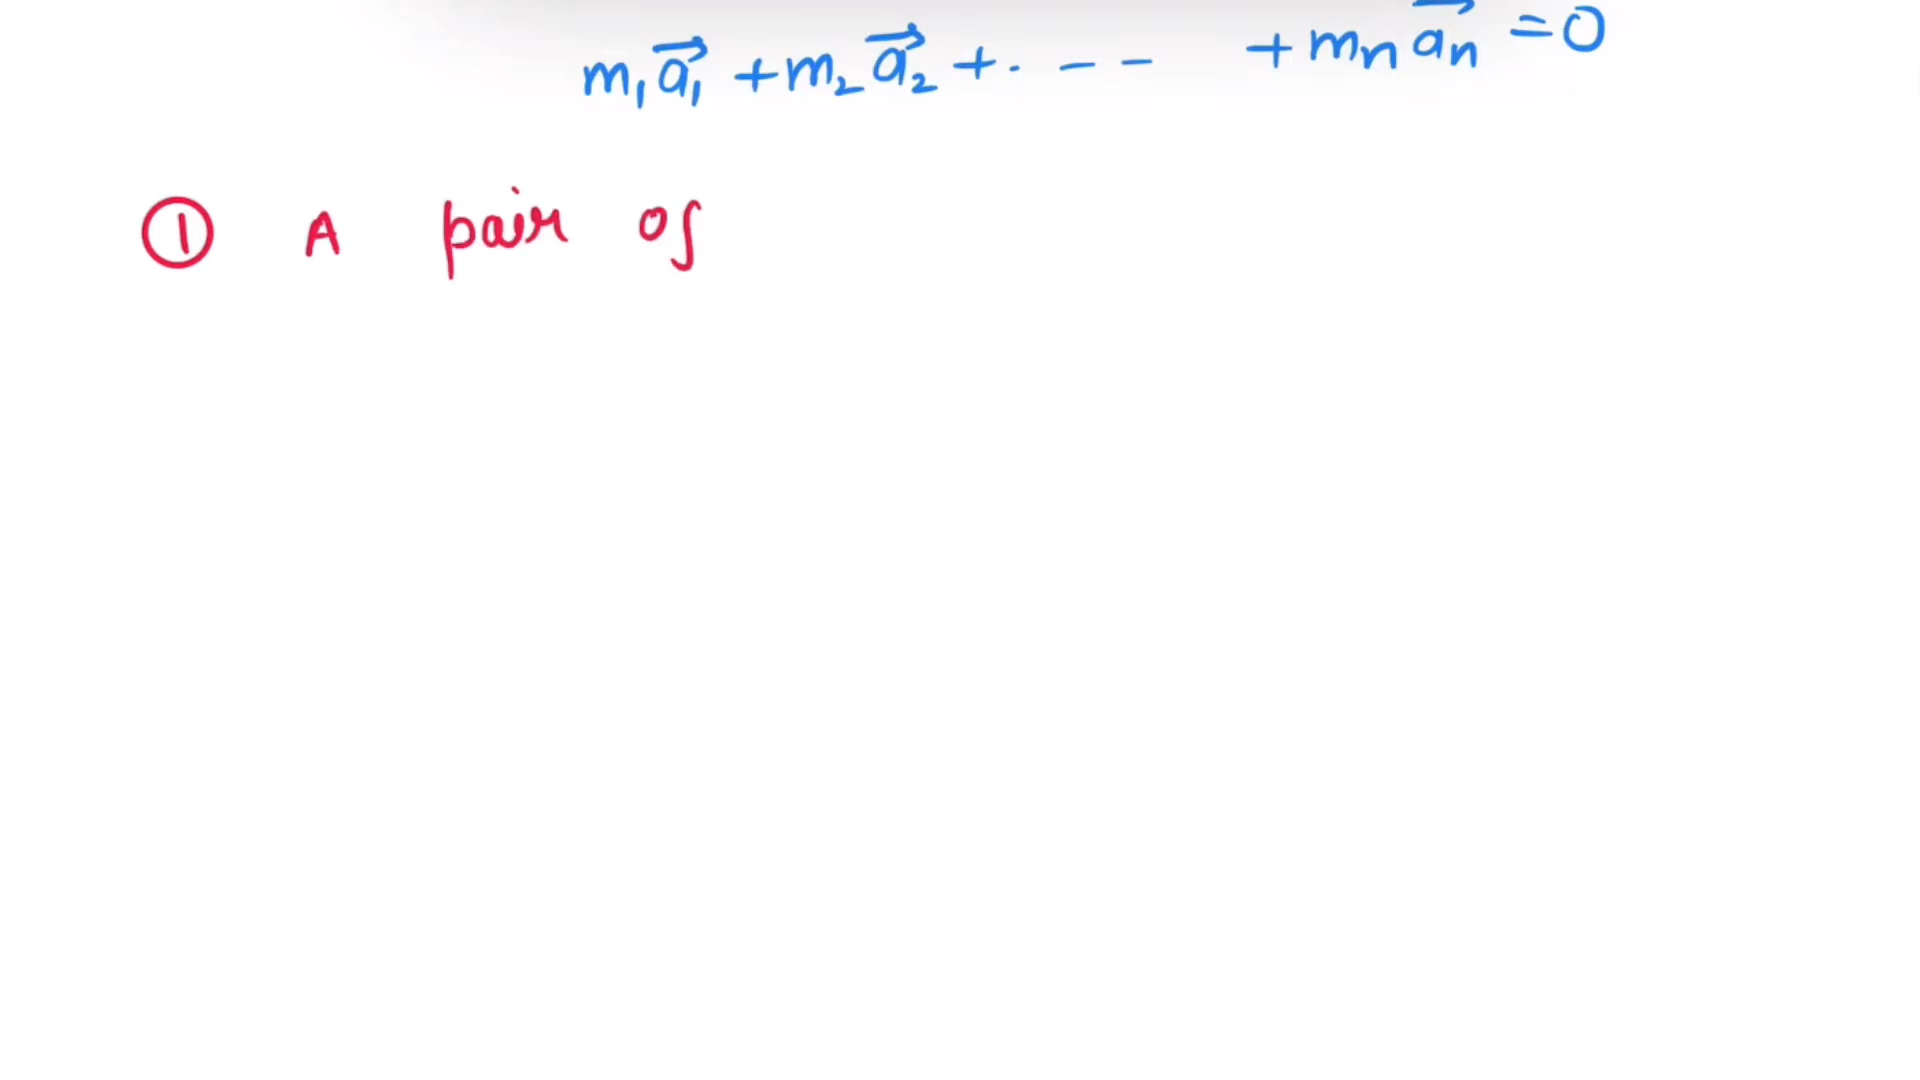 m₁a⃗₁ + m₂a⃗₂ + . - - + mₙa⃗ₙ = 0
① A pair of